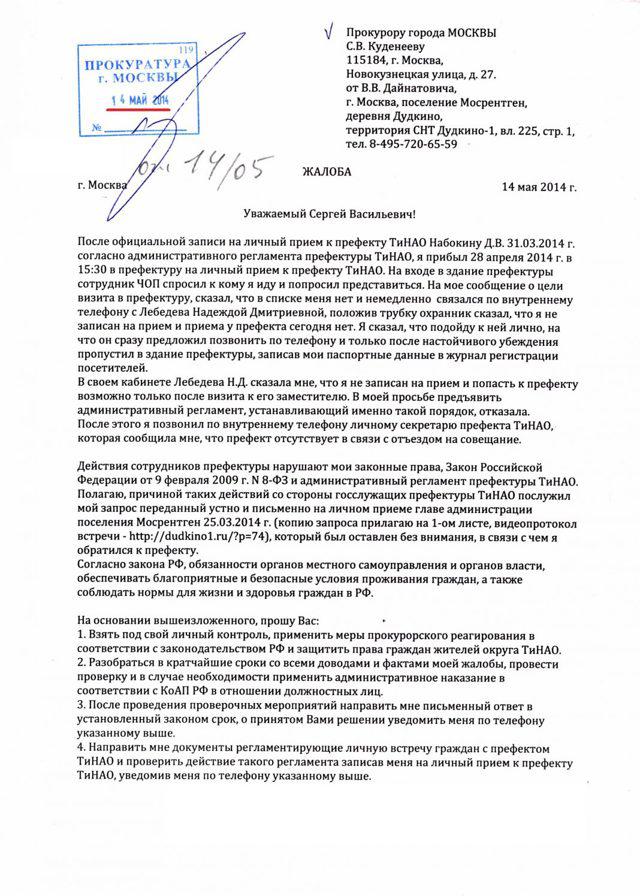 Прокурору города МОСКВЫ
С.В. Куденееву
115184, г. Москва,
Новокузнецкая улица, д. 27.
от В.В. Дайнатовича,
г. Москва, поселение Мосрентген,
деревня Дудкино,
территория СНТ Дудкино-1, вл. 225, стр. 1,
тел. 8-495-720-65-59
119
ПРОКУРАТУРА
г. МОСКВЫ
14 МАЙ 2014
№
от 14/05
ЖАЛОБА
г. Москва
14 мая 2014 г.
Уважаемый Сергей Васильевич!
После официальной записи на личный прием к префекту ТиНАО Набокину Д.В. 31.03.2014 г.
согласно административного регламента префектуры ТиНАО, я прибыл 28 апреля 2014 г. в
15:30 в префектуру на личный прием к префекту ТиНАО. На входе в здание префектуры
сотрудник ЧОП спросил к кому я иду и попросил представиться. На мое сообщение о цели
визита в префектуру, сказал, что в списке меня нет и немедленно связался по внутреннему
телефону с Лебедева Надеждой Дмитриевной, положив трубку охранник сказал, что я не
записан на прием и приема у префекта сегодня нет. Я сказал, что подойду к ней лично, на
что он сразу предложил позвонить по телефону и только после настойчивого убеждения
пропустил в здание префектуры, записав мои паспортные данные в журнал регистрации
посетителей.
В своем кабинете Лебедева Н.Д. сказала мне, что я не записан на прием и попасть к префекту
возможно только после визита к его заместителю. В моей просьбе предъявить
административный регламент, устанавливающий именно такой порядок, отказала.
После этого я позвонил по внутреннему телефону личному секретарю префекта ТиНАО,
которая сообщила мне, что префект отсутствует в связи с отъездом на совещание.
Действия сотрудников префектуры нарушают мои законные права, Закон Российской
Федерации от 9 февраля 2009 г. N 8-ФЗ и административный регламент префектуры ТиНАО.
Полагаю, причиной таких действий со стороны госслужащих префектуры ТиНАО послужил
мой запрос переданный устно и письменно на личном приеме главе администрации
поселения Мосрентген 25.03.2014 г. (копию запроса прилагаю на 1-ом листе, видеопротокол
встречи - http://dudkino1.ru/?p=74), который был оставлен без внимания, в связи с чем я
обратился к префекту.
Согласно закона РФ, обязанности органов местного самоуправления и органов власти,
обеспечивать благоприятные и безопасные условия проживания граждан, а также
соблюдать нормы для жизни и здоровья граждан в РФ.
На основании вышеизложенного, прошу Вас:
1. Взять под свой личный контроль, применить меры прокурорского реагирования в
соответствии с законодательством РФ и защитить права граждан жителей округа ТиНАО.
2. Разобраться в кратчайшие сроки со всеми доводами и фактами моей жалобы, провести
проверку и в случае необходимости применить административное наказание в
соответствии с КоАП РФ в отношении должностных лиц.
3. После проведения проверочных мероприятий направить мне письменный ответ в
установленный законом срок, о принятом Вами решении уведомить меня по телефону
указанному выше.
4. Направить мне документы регламентирующие личную встречу граждан с префектом
ТиНАО и проверить действие такого регламента записав меня на личный прием к префекту
ТиНАО, уведомив меня по телефону указанному выше.